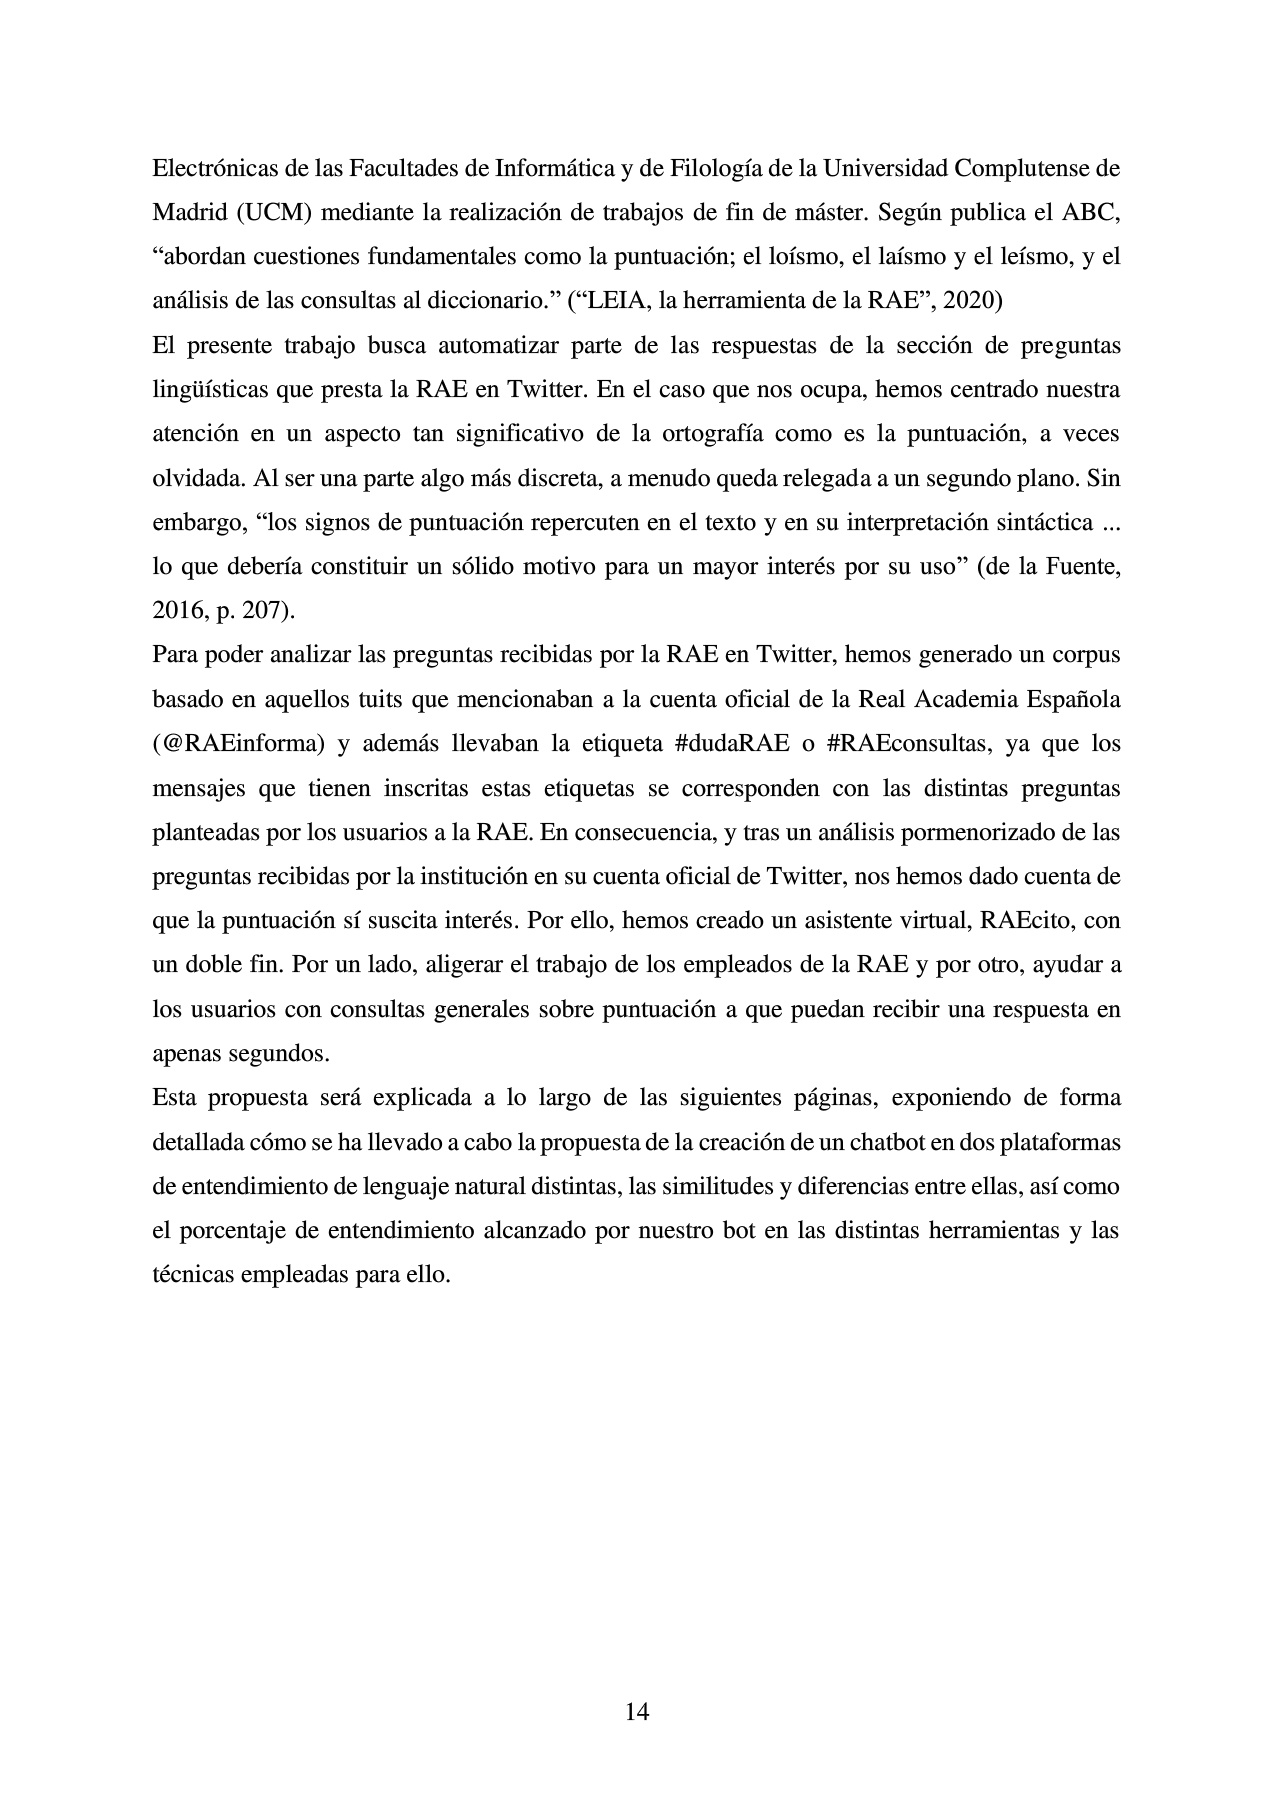 Electrónicas de las Facultades de Informática y de Filología de la Universidad Complutense de
Madrid (UCM) mediante la realización de trabajos de fin de máster. Según publica el ABC,
“abordan cuestiones fundamentales como la puntuación; el loísmo, el laísmo y el leísmo, y el
análisis de las consultas al diccionario.” (“LEIA, la herramienta de la RAE”, 2020)
El presente trabajo busca automatizar parte de las respuestas de la sección de preguntas
lingüísticas que presta la RAE en Twitter. En el caso que nos ocupa, hemos centrado nuestra
atención en un aspecto tan significativo de la ortografía como es la puntuación, a veces
olvidada. Al ser una parte algo más discreta, a menudo queda relegada a un segundo plano. Sin
embargo, “los signos de puntuación repercuten en el texto y en su interpretación sintáctica ...
lo que debería constituir un sólido motivo para un mayor interés por su uso” (de la Fuente,
2016, p. 207).
Para poder analizar las preguntas recibidas por la RAE en Twitter, hemos generado un corpus
basado en aquellos tuits que mencionaban a la cuenta oficial de la Real Academia Española
(@RAEinforma) y además llevaban la etiqueta #dudaRAE o #RAEconsultas, ya que los
mensajes que tienen inscritas estas etiquetas se corresponden con las distintas preguntas
planteadas por los usuarios a la RAE. En consecuencia, y tras un análisis pormenorizado de las
preguntas recibidas por la institución en su cuenta oficial de Twitter, nos hemos dado cuenta de
que la puntuación sí suscita interés. Por ello, hemos creado un asistente virtual, RAEcito, con
un doble fin. Por un lado, aligerar el trabajo de los empleados de la RAE y por otro, ayudar a
los usuarios con consultas generales sobre puntuación a que puedan recibir una respuesta en
apenas segundos.
Esta propuesta será explicada a lo largo de las siguientes páginas, exponiendo de forma
detallada cómo se ha llevado a cabo la propuesta de la creación de un chatbot en dos plataformas
de entendimiento de lenguaje natural distintas, las similitudes y diferencias entre ellas, así como
el porcentaje de entendimiento alcanzado por nuestro bot en las distintas herramientas y las
técnicas empleadas para ello.
14